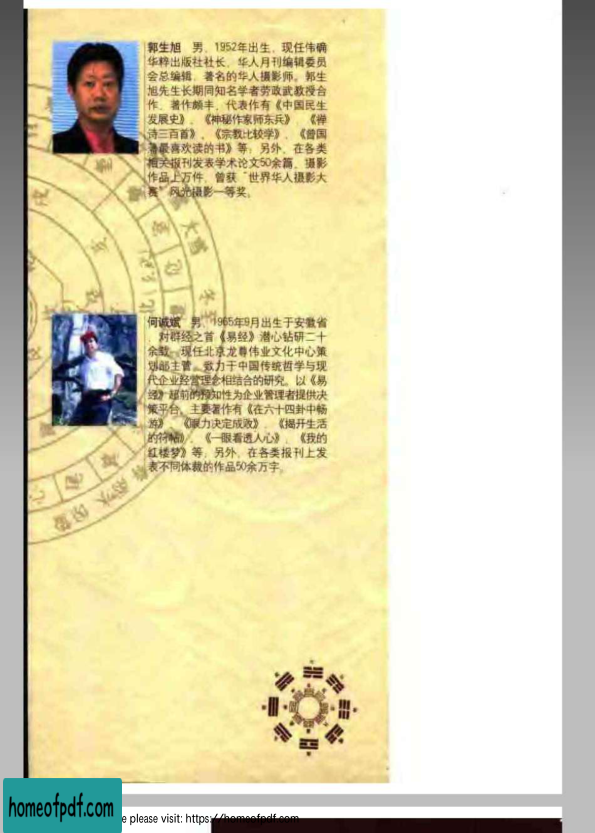 郭生旭 男，1952年出生，现任伟确
华粹出版社社长，华人月刊编辑委员
会总编辑，著名的华人摄影师。郭生
旭先生长期同知名学者劳政武教授合
作，著作颇丰，代表作有《中国民生
发展史》、《神秘作家师东兵》、《禅
诗三百首》、《宗教比较学》、《曾国
藩最喜欢读的书》等；另外，在各类
相关报刊发表学术论文50余篇，摄影
作品上万件，曾获“世界华人摄影大
赛”风光摄影一等奖。
何诚斌 男，1965年9月出生于安徽省
，对群经之首《易经》潜心钻研二十
余载，现任北京龙尊伟业文化中心策
划部主管，致力于中国传统哲学与现
代企业经营理念相结合的研究。以《易
经》超前的预知性为企业管理者提供决
策平台。主要著作有《在六十四卦中畅
游》、《眼力决定成败》、《揭开生活
的符帖》、《一眼看透人心》、《我的
红楼梦》等；另外，在各类报刊上发
表不同体裁的作品50余万字。
homeofpdf.com
e please visit: https://homeofpdf.com